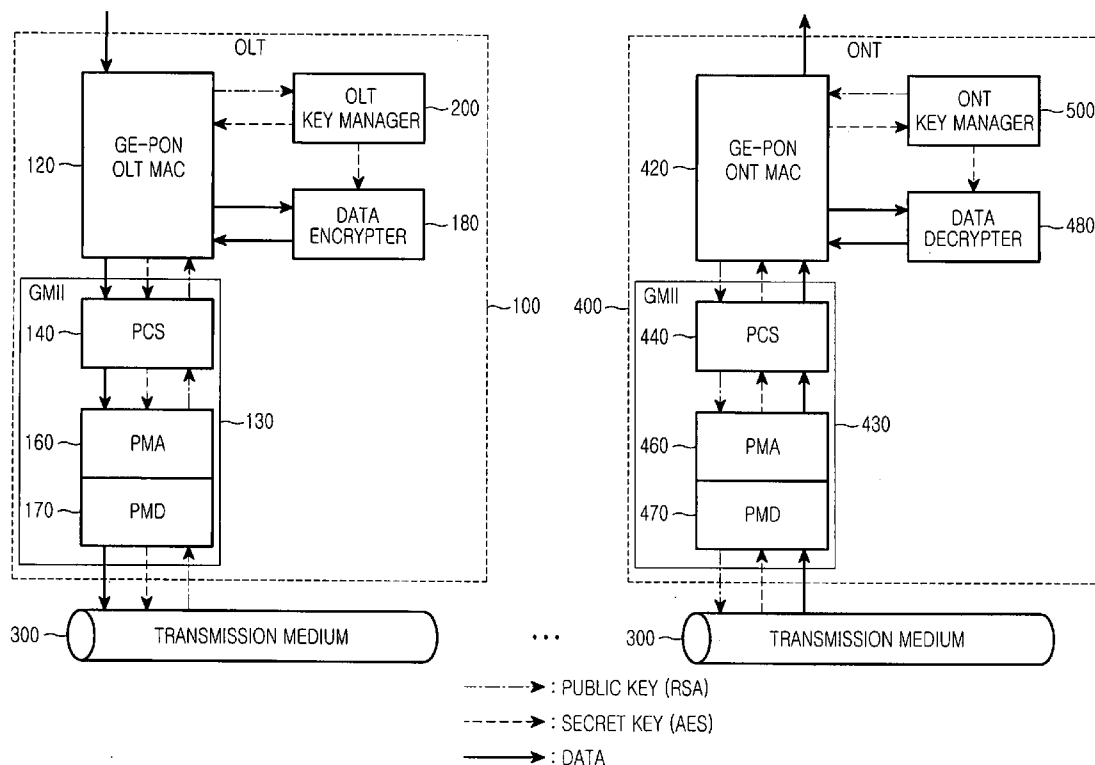 OLT
ONT
OLT
KEY MANAGER
200
120
GE-PON
OLT MAC
DATA
ENCRYPTER
180
GMII
140
PCS
100
160
PMA
130
170
PMD
300
TRANSMISSION MEDIUM
ONT
KEY MANAGER
500
420
GE-PON
ONT MAC
DATA
DECRYPTER
480
GMII
400
440
PCS
460
PMA
430
470
PMD
...
300
TRANSMISSION MEDIUM
: PUBLIC KEY (RSA)
: SECRET KEY (AES)
: DATA